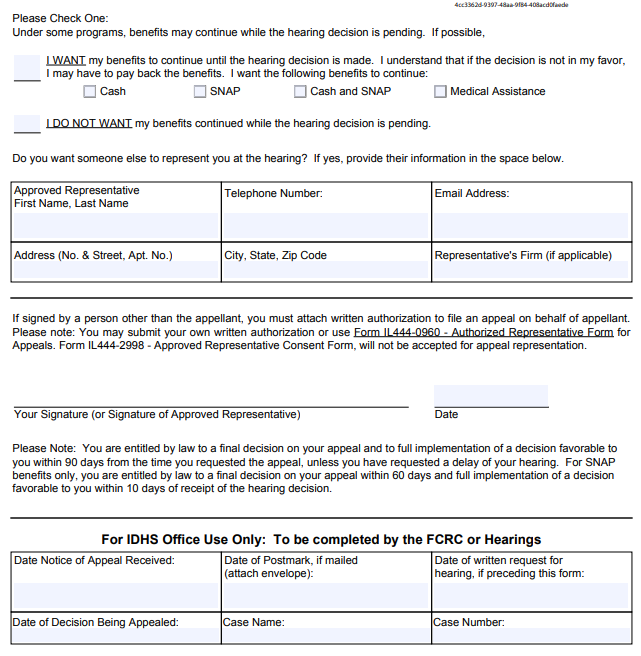 4cc3362d-9397-48aa-9f84-408acd0faede
Please Check One:
Under some programs, benefits may continue while the hearing decision is pending. If possible,
I WANT my benefits to continue until the hearing decision is made. I understand that if the decision is not in my favor,
I may have to pay back the benefits. I want the following benefits to continue:
Cash SNAP Cash and SNAP Medical Assistance
I DO NOT WANT my benefits continued while the hearing decision is pending.
Do you want someone else to represent you at the hearing? If yes, provide their information in the space below.
Approved Representative
First Name, Last Name
Telephone Number:
Email Address:
Address (No. & Street, Apt. No.)
City, State, Zip Code
Representative's Firm (if applicable)
If signed by a person other than the appellant, you must attach written authorization to file an appeal on behalf of appellant.
Please note: You may submit your own written authorization or use Form IL444-0960 - Authorized Representative Form for
Appeals. Form IL444-2998 - Approved Representative Consent Form, will not be accepted for appeal representation.
Your Signature (or Signature of Approved Representative)
Date
Please Note: You are entitled by law to a final decision on your appeal and to full implementation of a decision favorable to
you within 90 days from the time you requested the appeal, unless you have requested a delay of your hearing. For SNAP
benefits only, you are entitled by law to a final decision on your appeal within 60 days and full implementation of a decision
favorable to you within 10 days of receipt of the hearing decision.
For IDHS Office Use Only: To be completed by the FCRC or Hearings
Date Notice of Appeal Received:
Date of Postmark, if mailed
(attach envelope):
Date of written request for
hearing, if preceding this form:
Date of Decision Being Appealed:
Case Name:
Case Number: